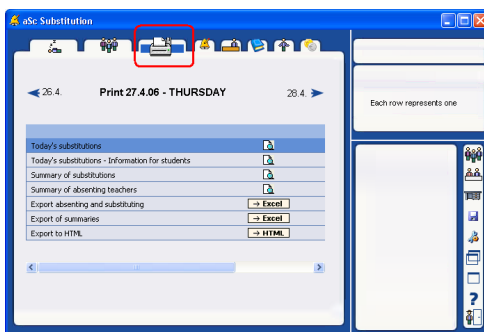 aSc Substitution
26.4.
Print 27.4.06 - THURSDAY
28.4.
Each row represents one
Today's substitutions
Today's substitutions - Information for students
Summary of substitutions
Summary of absenting teachers
Export absenting and substituting
→ Excel
Export of summaries
→ Excel
Export to HTML
→ HTML
?